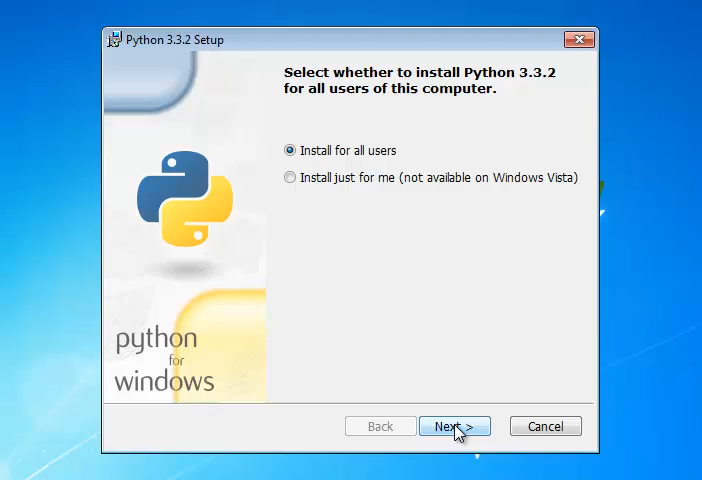 Python 3.3.2 Setup
Select whether to install Python 3.3.2
for all users of this computer.
Install for all users
Install just for me (not available on Windows Vista)
python
for
windows
Back
Next >
Cancel